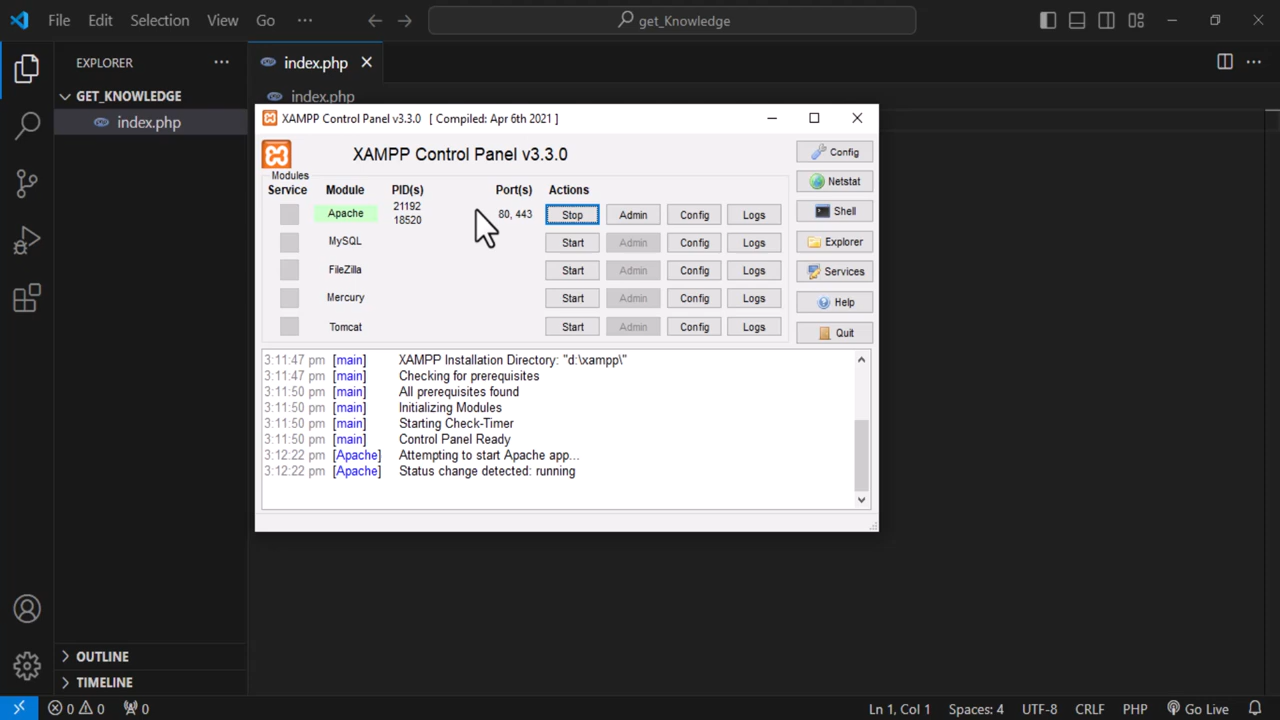 File Edit Selection View Go ··· get_Knowledge
EXPLORER ··· index.php
GET_KNOWLEDGE index.php
index.php
XAMPP Control Panel v3.3.0 [ Compiled: Apr 6th 2021 ]
XAMPP Control Panel v3.3.0 Config
Modules
Service Module PID(s) Port(s) Actions Netstat
Apache 21192 18520 80, 443 Stop Admin Config Logs Shell
MySQL Start Admin Config Logs Explorer
FileZilla Start Admin Config Logs Services
Mercury Start Admin Config Logs Help
Tomcat Start Admin Config Logs Quit
3:11:47 pm [main] XAMPP Installation Directory: "d:\xampp\"
3:11:47 pm [main] Checking for prerequisites
3:11:50 pm [main] All prerequisites found
3:11:50 pm [main] Initializing Modules
3:11:50 pm [main] Starting Check-Timer
3:11:50 pm [main] Control Panel Ready
3:12:22 pm [Apache] Attempting to start Apache app...
3:12:22 pm [Apache] Status change detected: running
OUTLINE
TIMELINE
0 0 0 Ln 1, Col 1 Spaces: 4 UTF-8 CRLF PHP Go Live